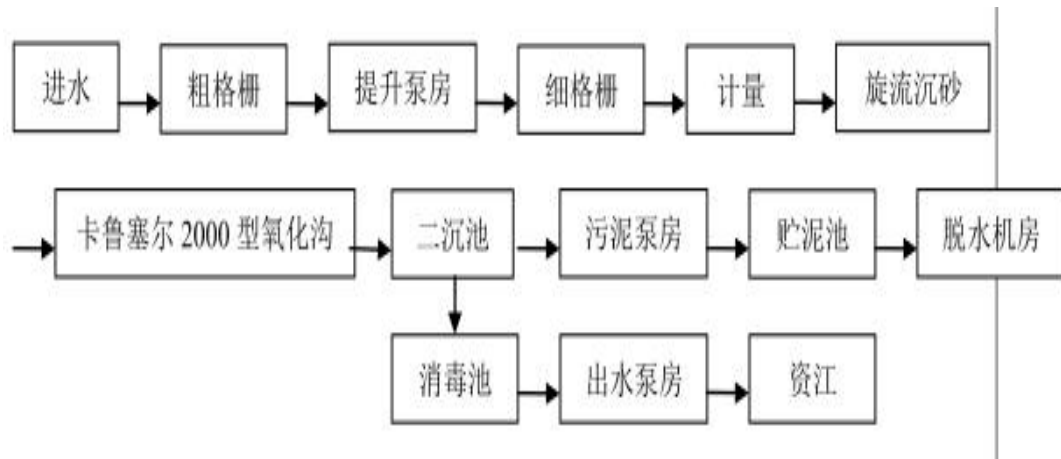 进水 粗格栅 提升泵房 细格栅 计量 旋流沉砂
卡鲁塞尔 2000 型氧化沟 二沉池 污泥泵房 贮泥池 脱水机房
消毒池 出水泵房 资江